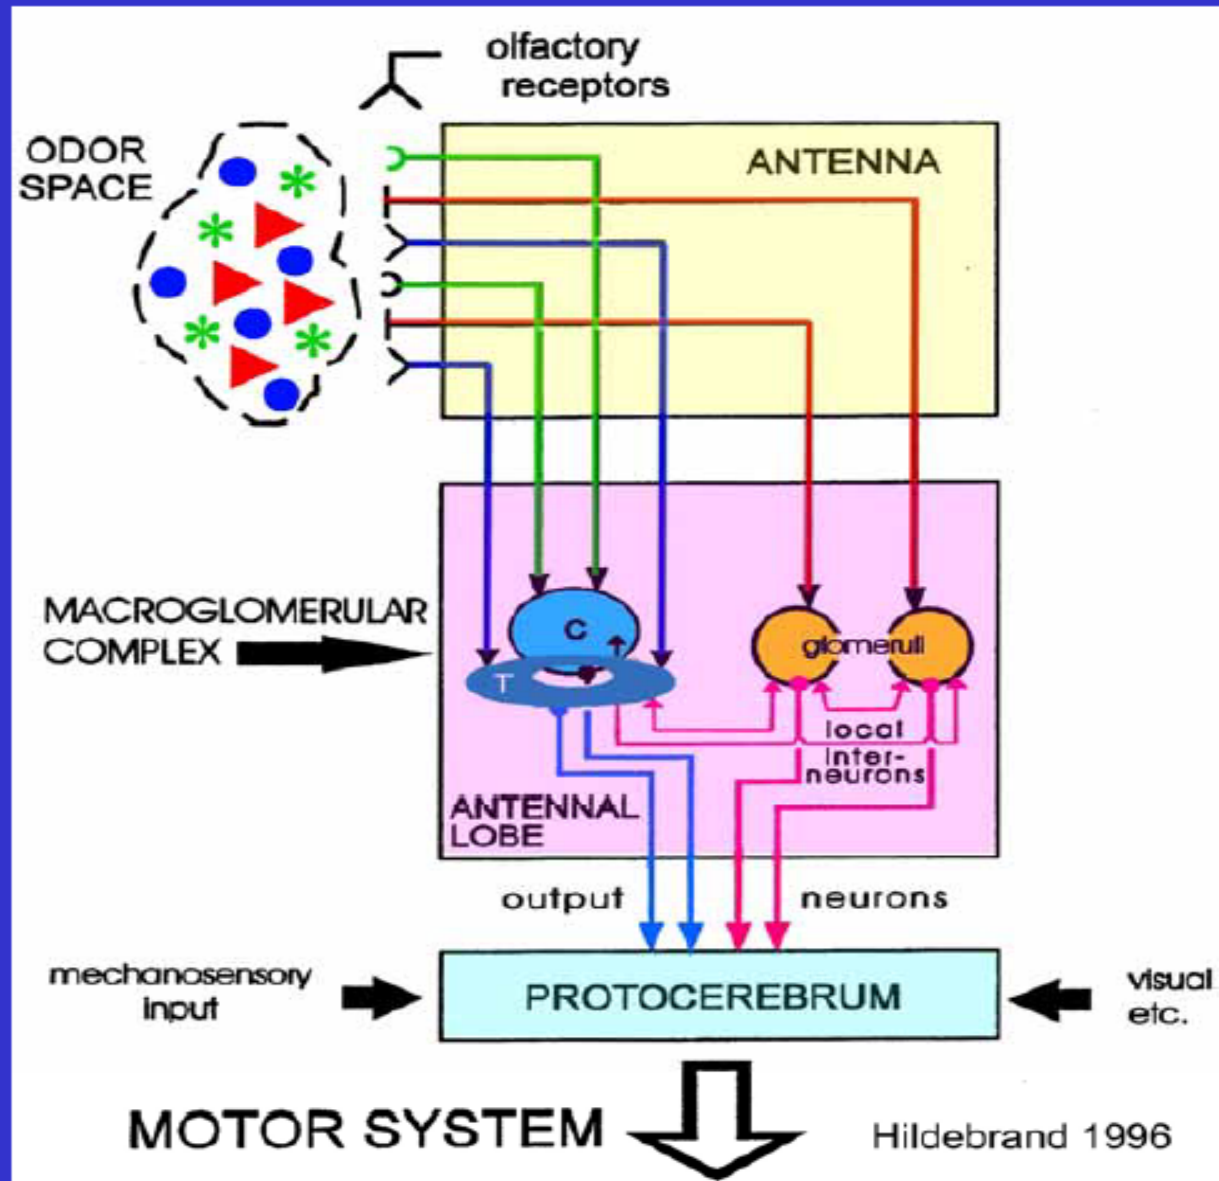 olfactory
receptors
ODOR
SPACE
ANTENNA
MACROGLOMERULAR
COMPLEX
C
T
glomeruli
local
inter-
neurons
ANTENNAL
LOBE
output neurons
mechanosensory
input
PROTOCEREBRUM
visual
etc.
MOTOR SYSTEM
Hildebrand 1996